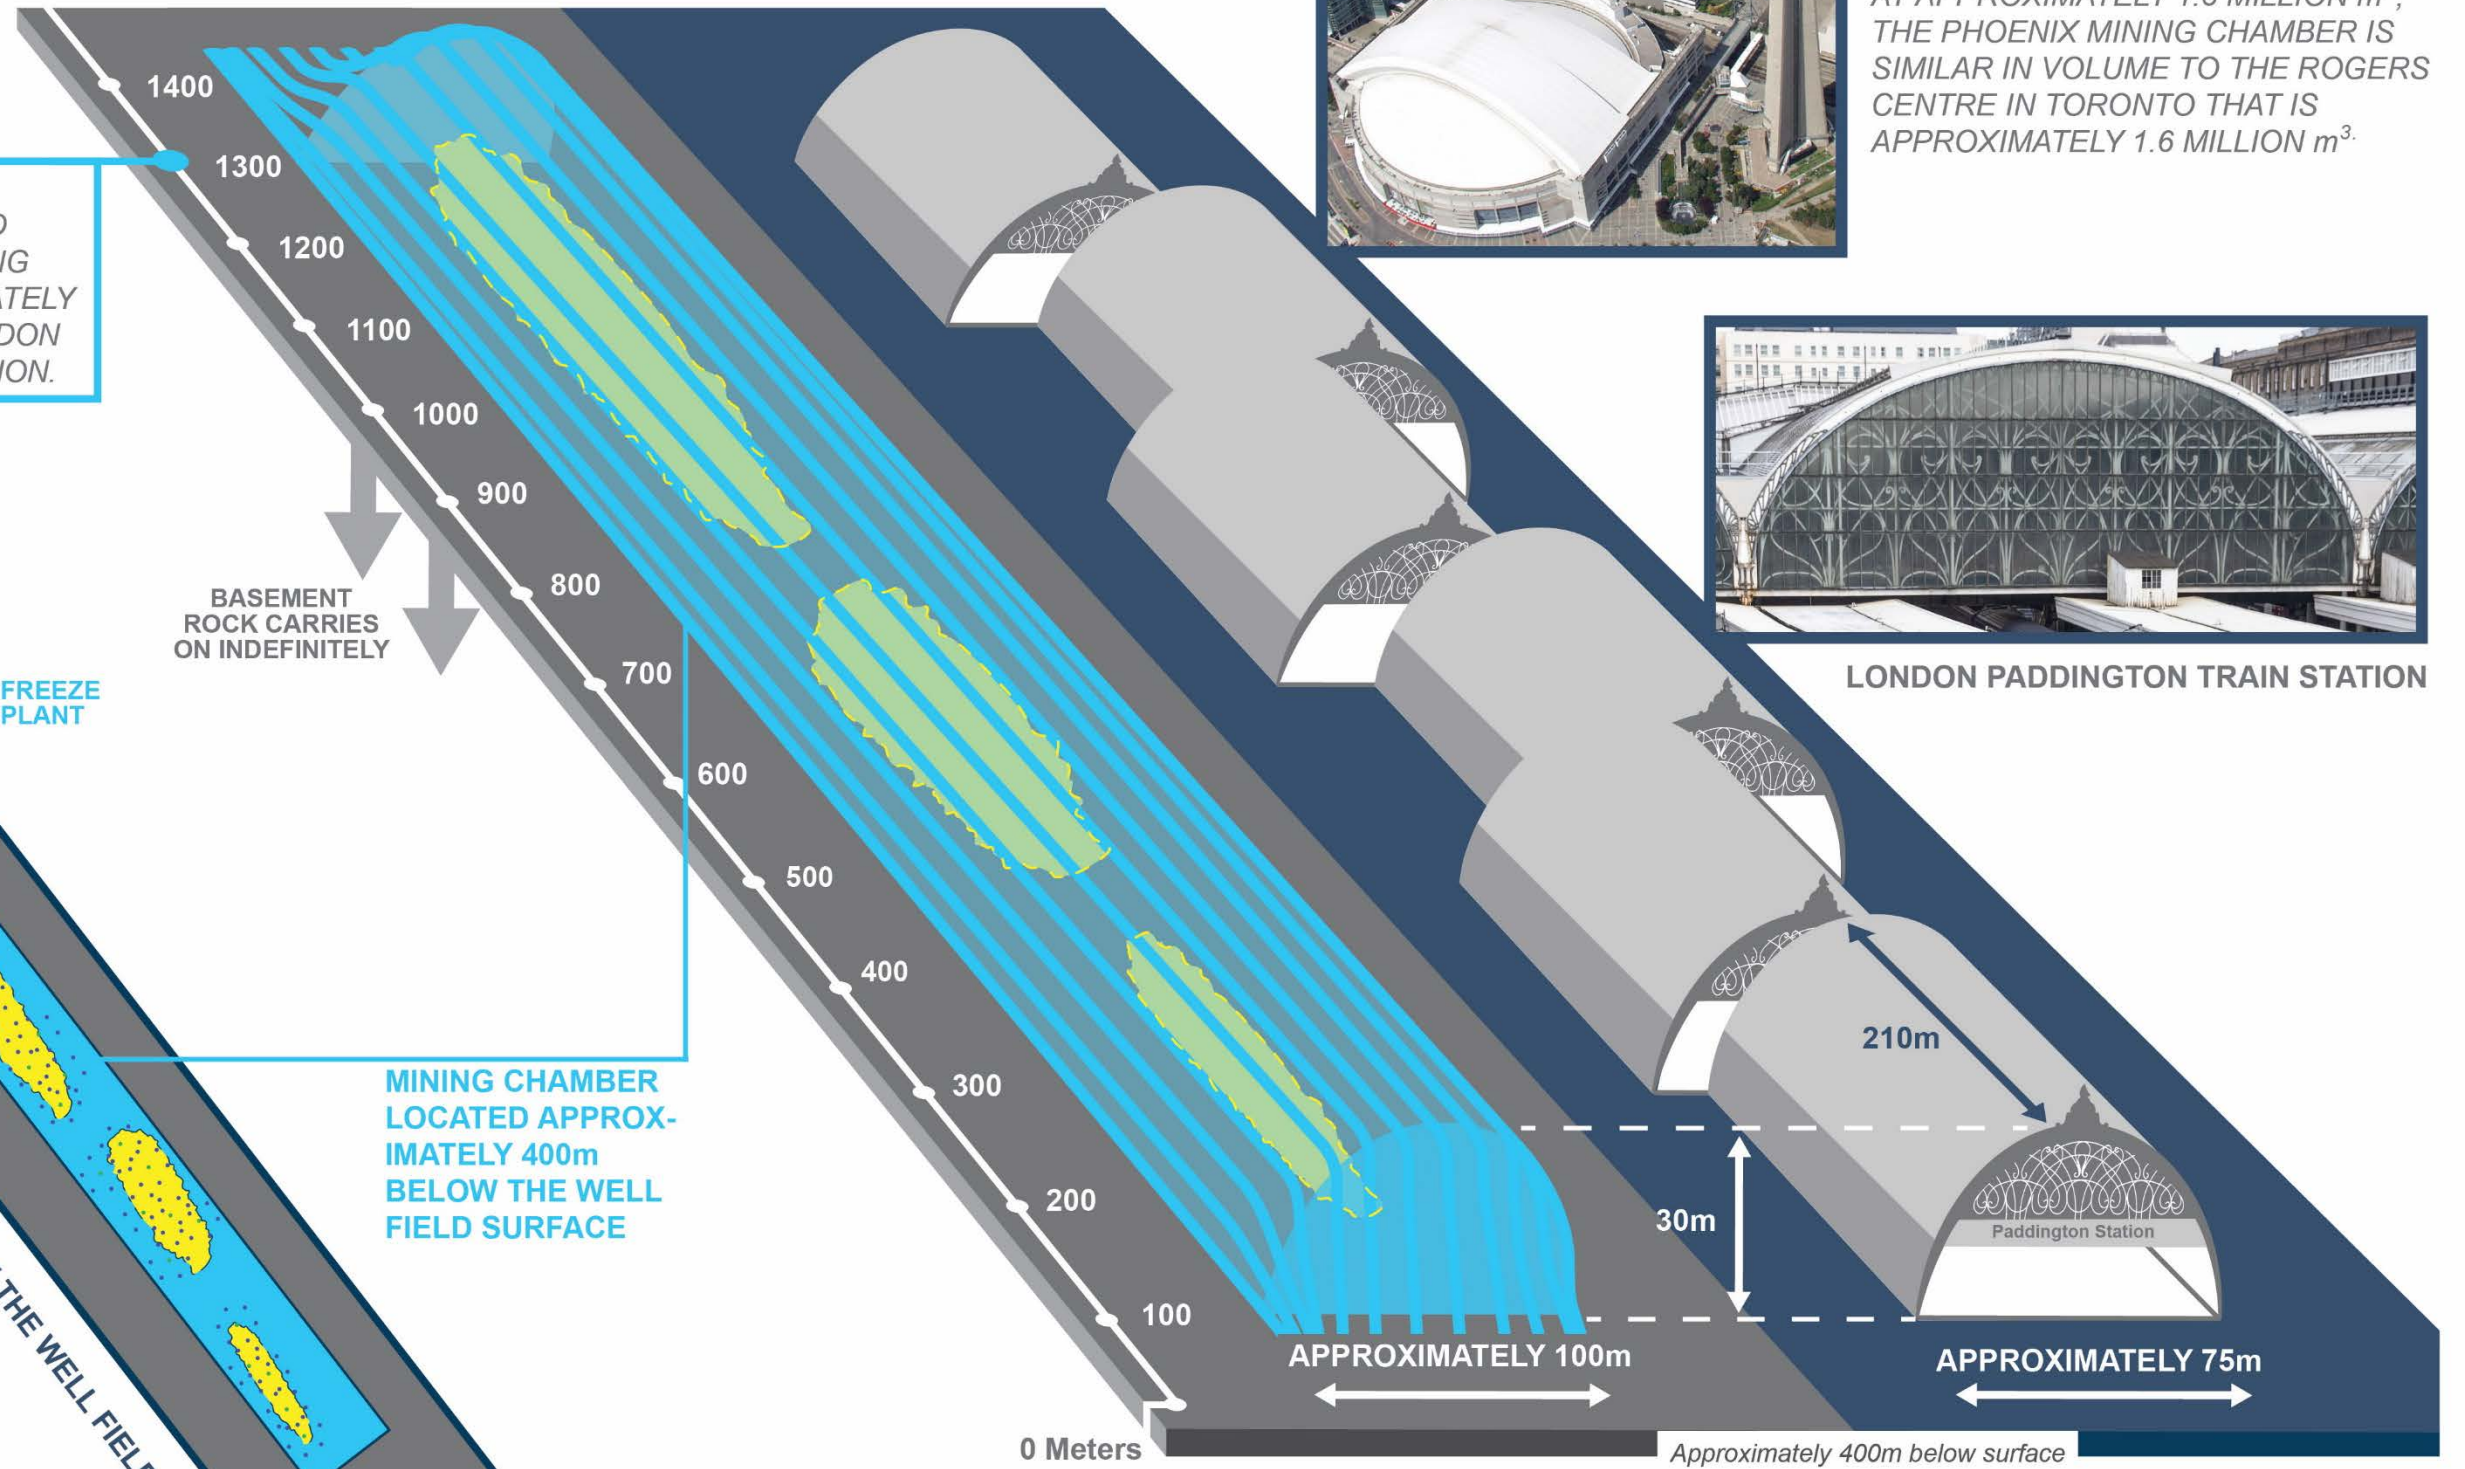 THE PHOENIX MINING CHAMBER IS
SIMILAR IN VOLUME TO THE ROGERS
CENTRE IN TORONTO THAT IS
APPROXIMATELY 1.6 MILLION m³.
1400
1300
1200
1100
1000
900
800
700
600
500
400
300
200
100
0 Meters
BASEMENT
ROCK CARRIES
ON INDEFINITELY
FREEZE
PLANT
LONDON PADDINGTON TRAIN STATION
MINING CHAMBER
LOCATED APPROX-
IMATELY 400m
BELOW THE WELL
FIELD SURFACE
THE WELL
210m
30m
Paddington Station
APPROXIMATELY 100m
APPROXIMATELY 75m
Approximately 400m below surface